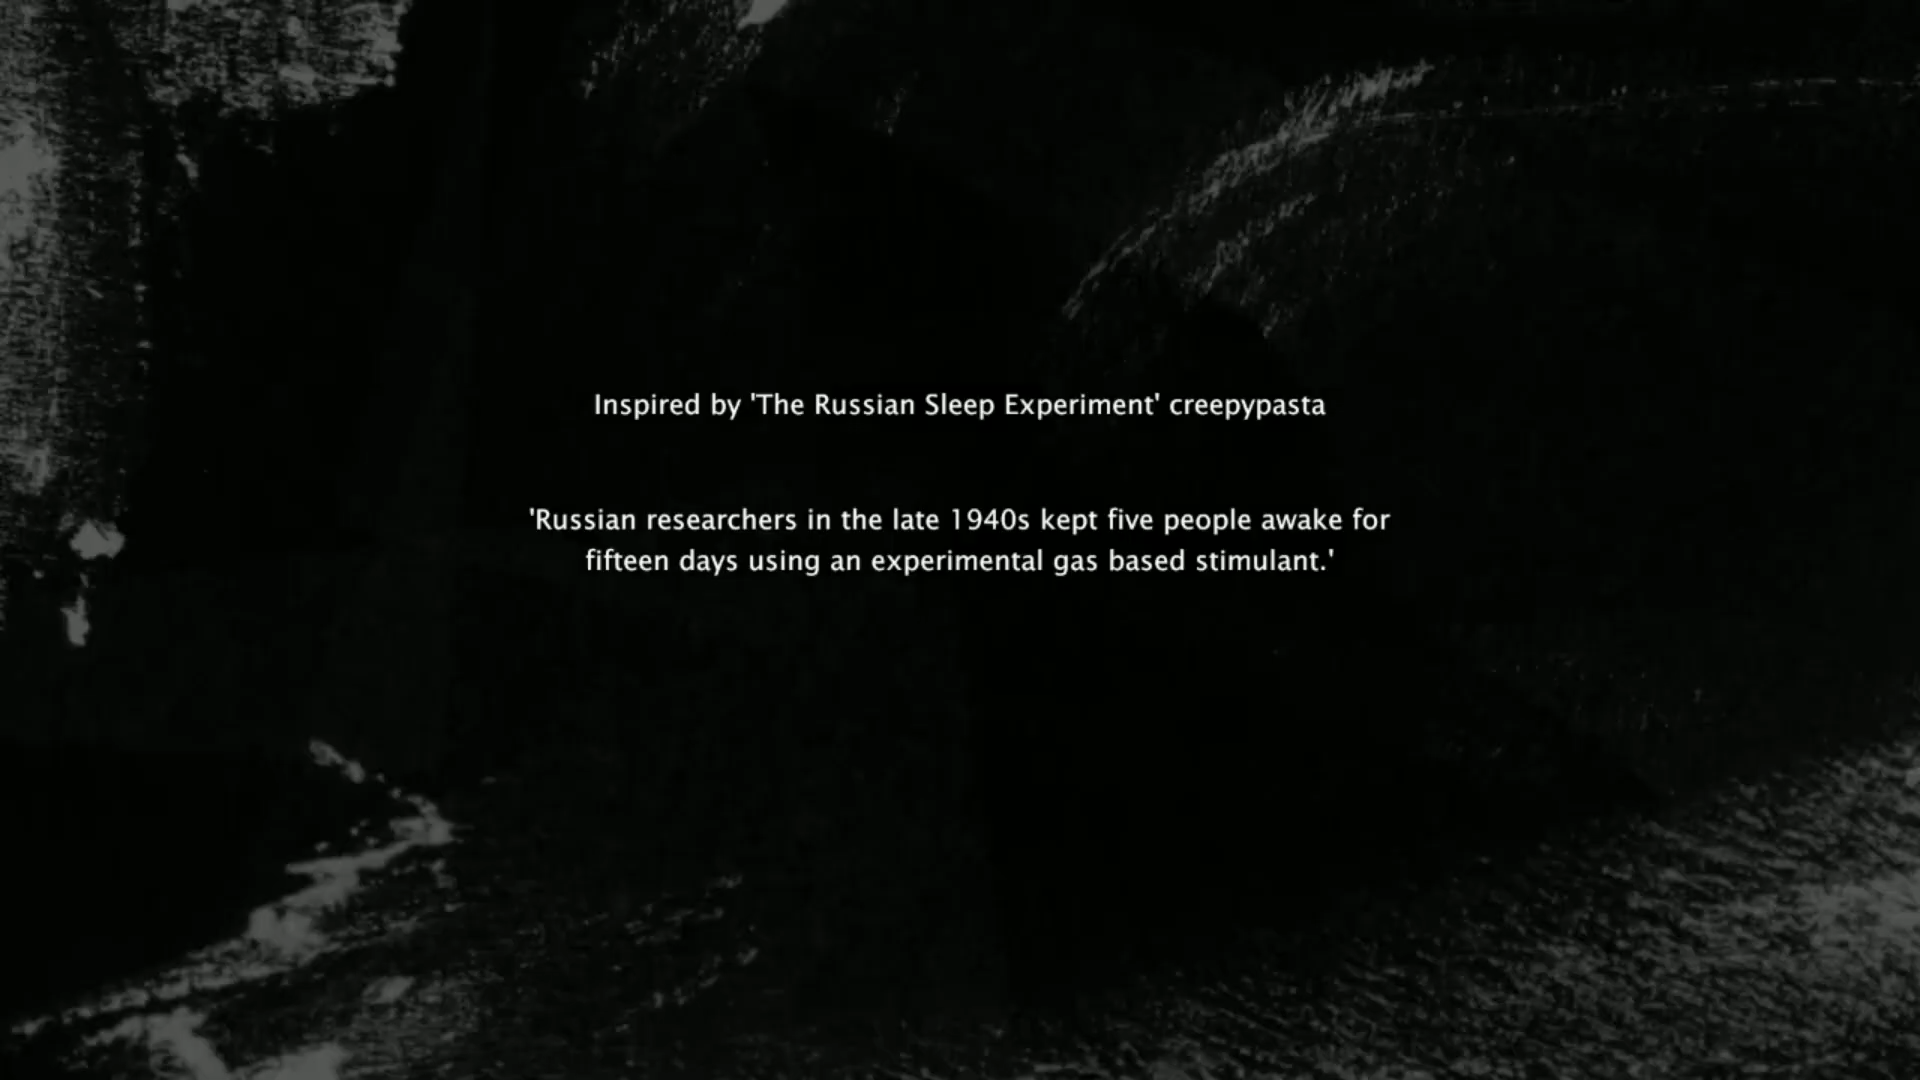 Inspired by 'The Russian Sleep Experiment' creepypasta
'Russian researchers in the late 1940s kept five people awake for
fifteen days using an experimental gas based stimulant.'